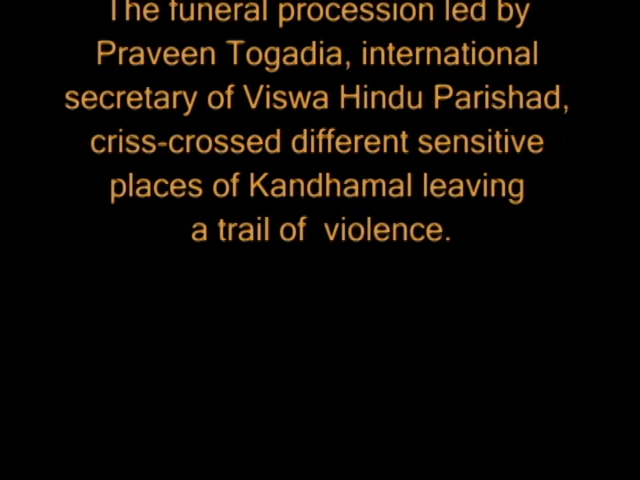 The funeral procession led by
Praveen Togadia, international
secretary of Viswa Hindu Parishad,
criss-crossed different sensitive
places of Kandhamal leaving
a trail of  violence.